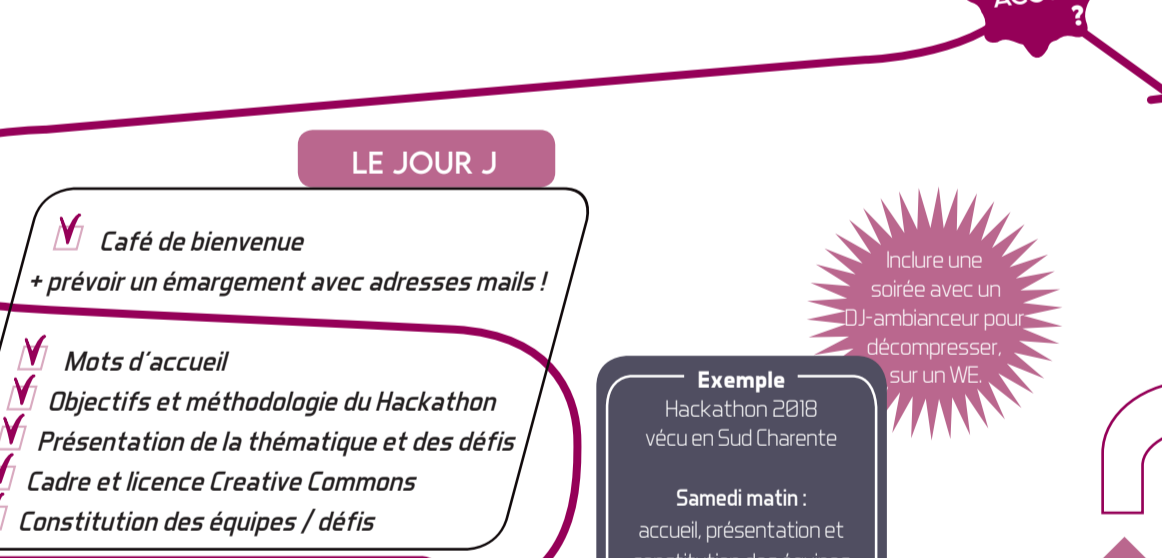 ?
LE JOUR J
Café de bienvenue
+ prévoir un émargement avec adresses mails !
Mots d'accueil
Objectifs et méthodologie du Hackathon
Présentation de la thématique et des défis
Cadre et licence Creative Commons
Constitution des équipes / défis
Inclure une
soirée avec un
DJ-ambianceur pour
décompresser,
sur un WE.
Exemple
Hackathon 2018
vécu en Sud Charente
Samedi matin :
accueil, présentation et